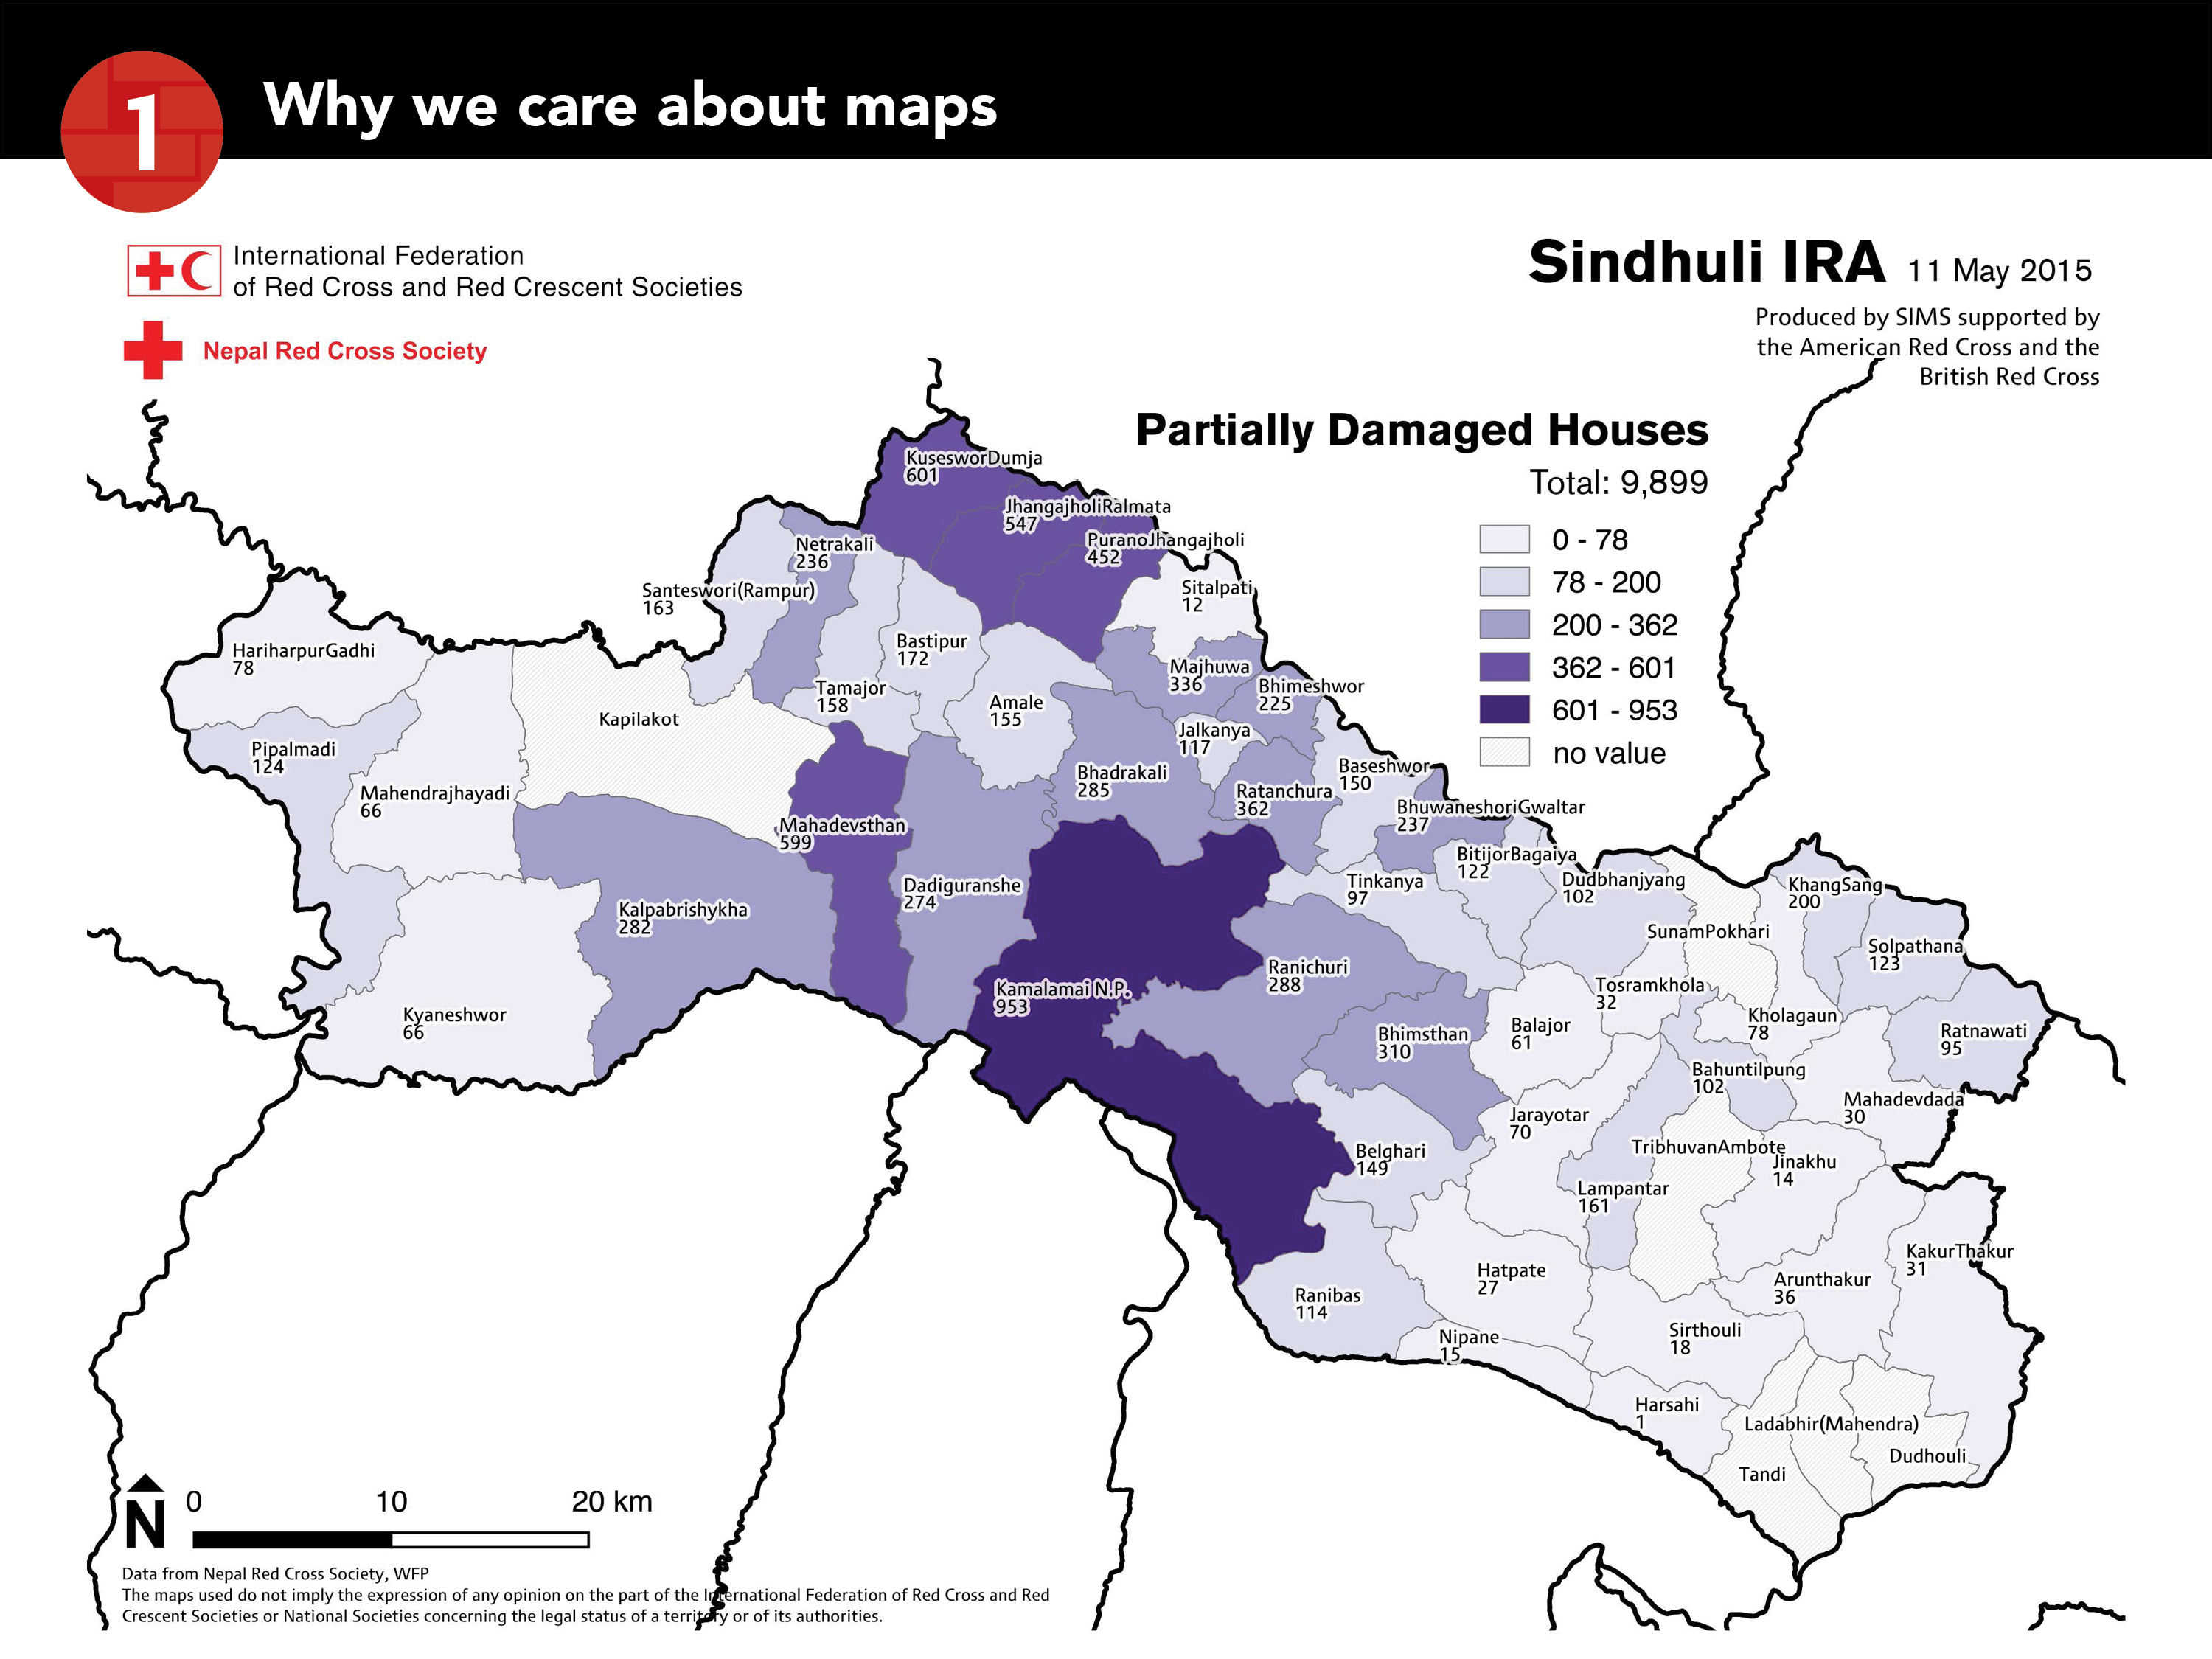 1
Why we care about maps
International Federation
of Red Cross and Red Crescent Societies
Nepal Red Cross Society
Sindhuli IRA 11 May 2015
Produced by SIMS supported by
the American Red Cross and the
British Red Cross
Partially Damaged Houses
Total: 9,899
0 - 78
78 - 200
200 - 362
362 - 601
601 - 953
no value
KusesworDumja
601
JhangajholiRalmata
547
PuranoJhangajholi
452
Netrakali
236
Santeswori(Rampur)
163
Sitalpati
12
HariharpurGadhi
78
Bastipur
172
Majhuwa
336
Tamajor
158
Bhimeshwor
225
Amale
155
Kapilakot
Jalkanya
117
Pipalmadi
124
Bhadrakali
285
Baseshwor
150
Mahendrajhayadi
66
Ratanchura
362
BhuwaneshoriGwaltar
237
Mahadevsthan
599
BitijorBagaiya
122
Dadiguranshe
274
Tinkanya
97
Dudbhanjyang
102
KhangSang
200
Kalpabrishykha
282
SunamPokhari
Solpathana
123
Ranichuri
288
Kamalamai N.P.
953
Tosramkhola
32
Kyaneshwor
66
Kholagaun
78
Balajor
61
Bhimsthan
310
Ratnawati
95
Bahuntilpung
102
Mahadevdada
30
Jarayotar
70
TribhuvanAmbote
Belghari
149
Jinakhu
14
Lampantar
161
KakurThakur
31
Hatpate
27
Arunthakur
36
Ranibas
114
Sirthouli
18
Nipane
15
Harsahi
1
Ladabhir(Mahendra)
Dudhouli
Tandi
N
0 10 20 km
Data from Nepal Red Cross Society, WFP
The maps used do not imply the expression of any opinion on the part of the International Federation of Red Cross and Red
Crescent Societies or National Societies concerning the legal status of a territory or of its authorities.